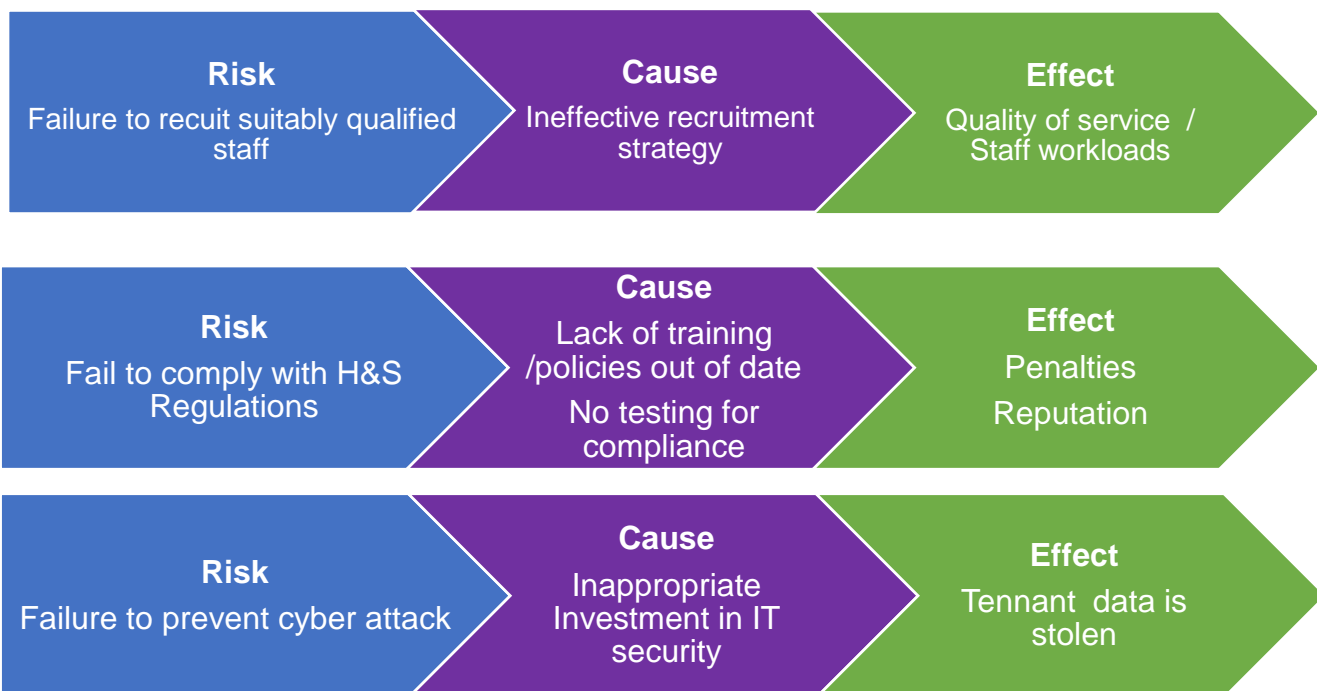 Risk
Failure to recuit suitably qualified
staff
Cause
Ineffective recruitment
strategy
Effect
Quality of service  /
Staff workloads
Risk
Fail to comply with H&S
Regulations
Cause
Lack of training
/policies out of date
No testing for
compliance
Effect
Penalties
Reputation
Risk
Failure to prevent cyber attack
Cause
Inappropriate
Investment in IT
security
Effect
Tennant  data is
stolen